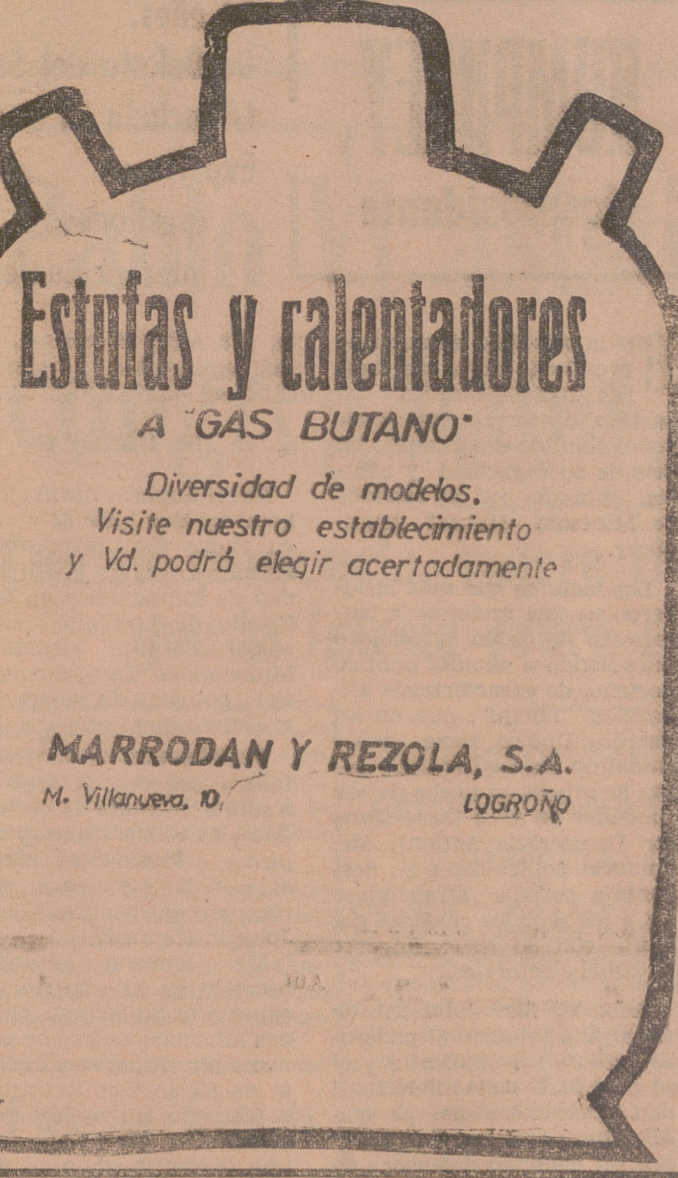 Estufas y calentadores
A "GAS BUTANO"
Diversidad de modelos.
Visite nuestro establecimiento
y Vd. podrá elegir acertadamente
MARRODAN Y REZOLA, S.A.
M. Villanueva, 10, LOGROÑO